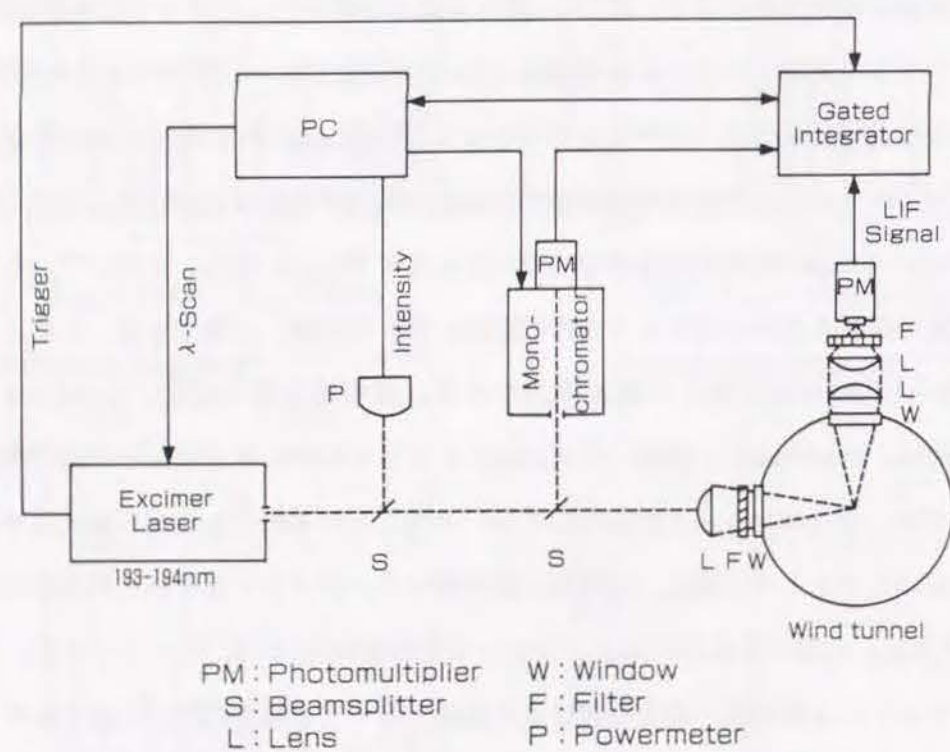 PC
Gated
Integrator
LIF
Signal
PM
F
L
L
W
Trigger
λ-Scan
Intensity
P
PM
Mono-
chromator
Excimer
Laser
193-194nm
S
S
L F W
Wind tunnel
PM : Photomultiplier
S : Beamsplitter
L : Lens
W : Window
F : Filter
P : Powermeter